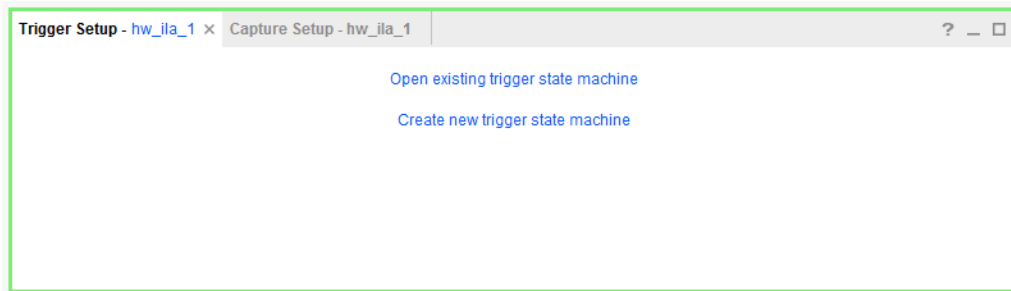 Trigger Setup - hw_ila_1 × Capture Setup - hw_ila_1 ?
Open existing trigger state machine
Create new trigger state machine